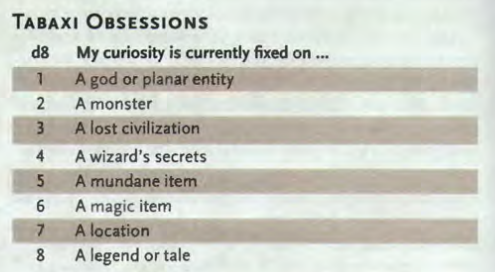 TABAXI OBSESSIONS
d8 My curiosity is currently fixed on ...
1 A god or planar entity
2 A monster
3 A lost civilization
4 A wizard's secrets
5 A mundane item
6 A magic item
7 A location
8 A legend or tale